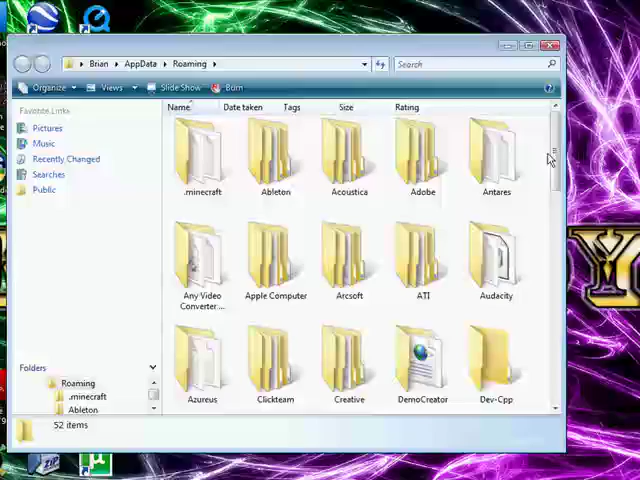 Brian AppData Roaming Search
Organize Views Slide Show Burn
Favorite Links
Pictures
Music
Recently Changed
Searches
Public
Name Date taken Tags Size Rating
.minecraft Ableton Acoustica Adobe Antares
Any Video Converter ... Apple Computer Arcsoft ATI Audacity
Azureus Clickteam Creative DemoCreator Dev-Cpp
Folders
Roaming
.minecraft
Ableton
52 items
ZIP